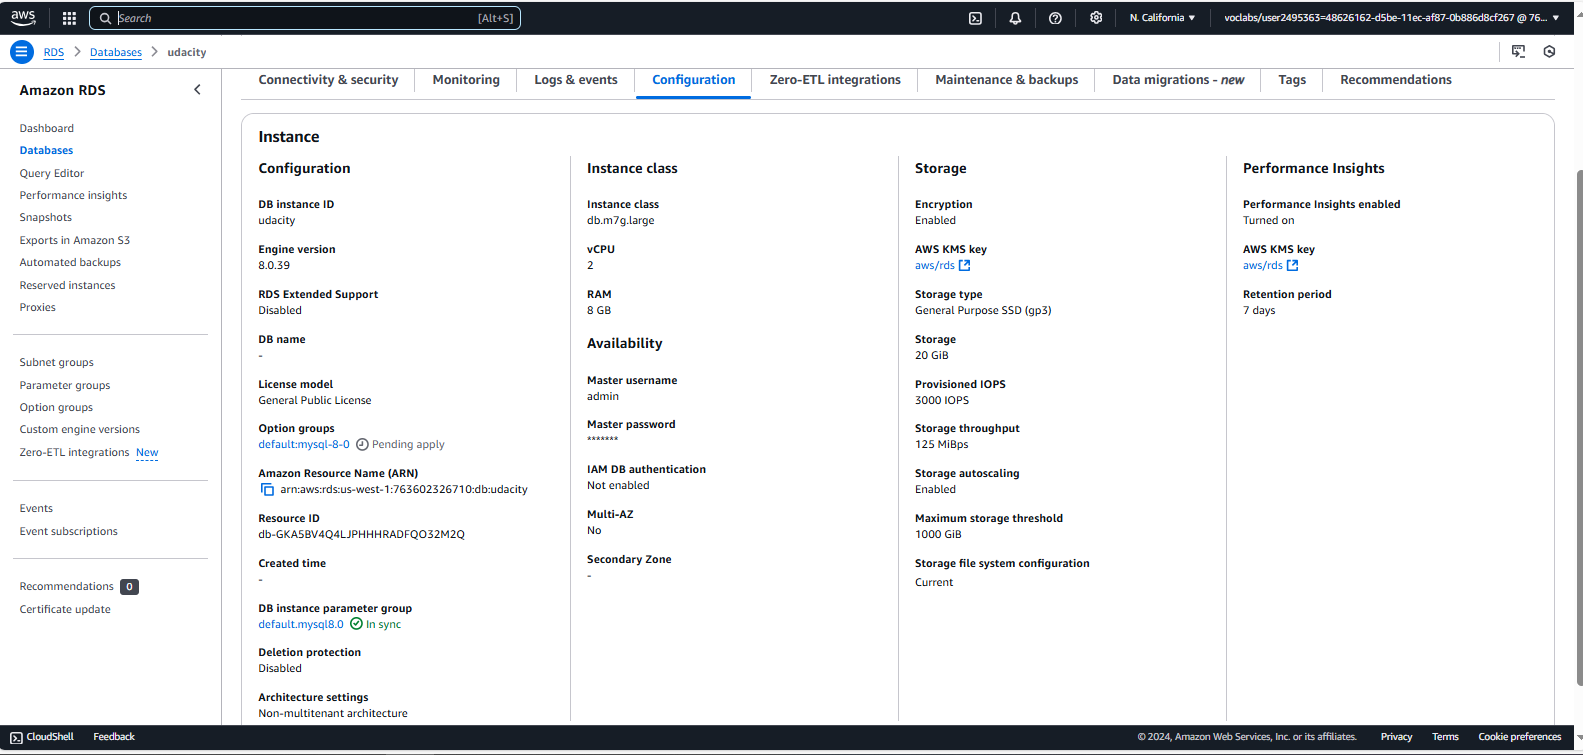 aws
Search [Alt+S]
N. California ▼
voclabs/user2495363=48626162-d5be-11ec-af87-0b886d8cf267 @ 76... ▼
RDS > Databases > udacity
Amazon RDS
Dashboard
Databases
Query Editor
Performance insights
Snapshots
Exports in Amazon S3
Automated backups
Reserved instances
Proxies
Subnet groups
Parameter groups
Option groups
Custom engine versions
Zero-ETL integrations New
Events
Event subscriptions
Recommendations 0
Certificate update
Connectivity & security
Monitoring
Logs & events
Configuration
Zero-ETL integrations
Maintenance & backups
Data migrations - new
Tags
Recommendations
Instance
Configuration
DB instance ID
udacity
Engine version
8.0.39
RDS Extended Support
Disabled
DB name
-
License model
General Public License
Option groups
default:mysql-8-0 Pending apply
Amazon Resource Name (ARN)
arn:aws:rds:us-west-1:763602326710:db:udacity
Resource ID
db-GKA5BV4Q4LJPHHHRADFQO32M2Q
Created time
-
DB instance parameter group
default.mysql8.0 In sync
Deletion protection
Disabled
Architecture settings
Non-multitenant architecture
Instance class
Instance class
db.m7g.large
vCPU
2
RAM
8 GB
Availability
Master username
admin
Master password
*******
IAM DB authentication
Not enabled
Multi-AZ
No
Secondary Zone
-
Storage
Encryption
Enabled
AWS KMS key
aws/rds
Storage type
General Purpose SSD (gp3)
Storage
20 GiB
Provisioned IOPS
3000 IOPS
Storage throughput
125 MiBps
Storage autoscaling
Enabled
Maximum storage threshold
1000 GiB
Storage file system configuration
Current
Performance Insights
Performance Insights enabled
Turned on
AWS KMS key
aws/rds
Retention period
7 days
CloudShell
Feedback
© 2024, Amazon Web Services, Inc. or its affiliates.
Privacy
Terms
Cookie preferences